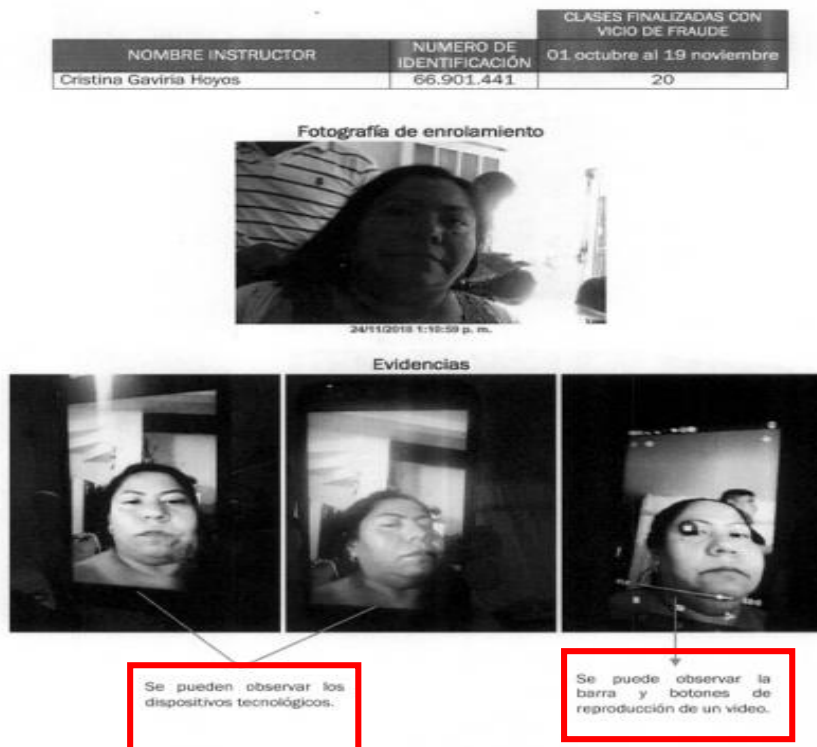 CLASES FINALIZADAS CON
VICIO DE FRAUDE
NOMBRE INSTRUCTOR
NUMERO DE
IDENTIFICACIÓN
01 octubre al 19 noviembre
Cristina Gaviria Hoyos
66.901.441
20
Fotografía de enrolamiento
24/11/2018 1:10:59 p. m.
Evidencias
Se pueden observar los
dispositivos tecnológicos.
Se puede observar la
barra y botones de
reproducción de un video.